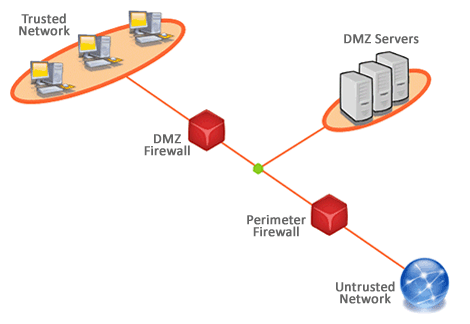 Trusted
Network
DMZ Servers
DMZ
Firewall
Perimeter
Firewall
Untrusted
Network